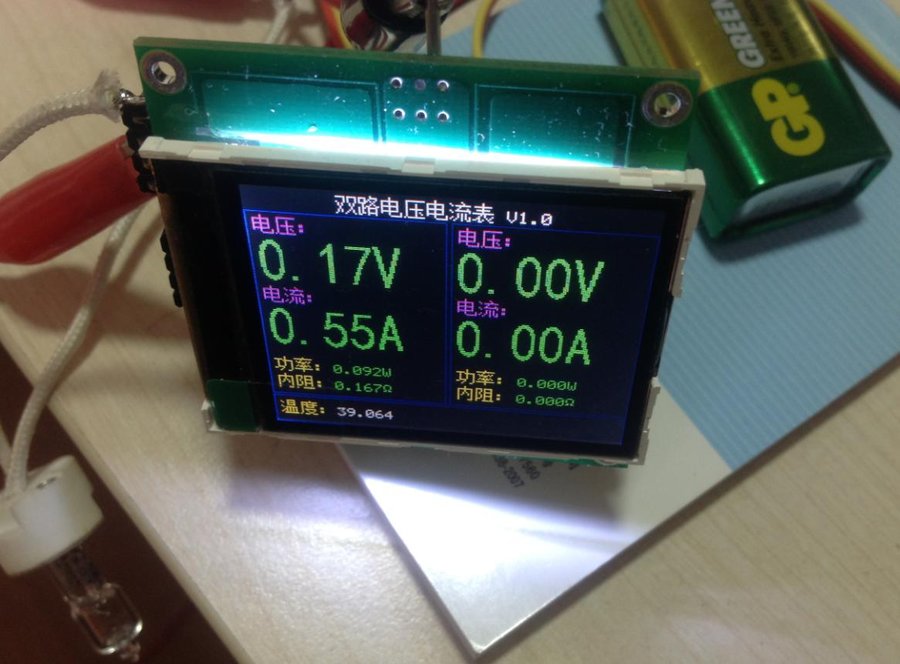 双路电压电流表 V1.0
电压:
0.17V
电流:
0.55A
功率: 0.092W
内阻: 0.167Ω
电压:
0.00V
电流:
0.00A
功率: 0.000W
内阻: 0.000Ω
温度: 39.064
GP
GREEN